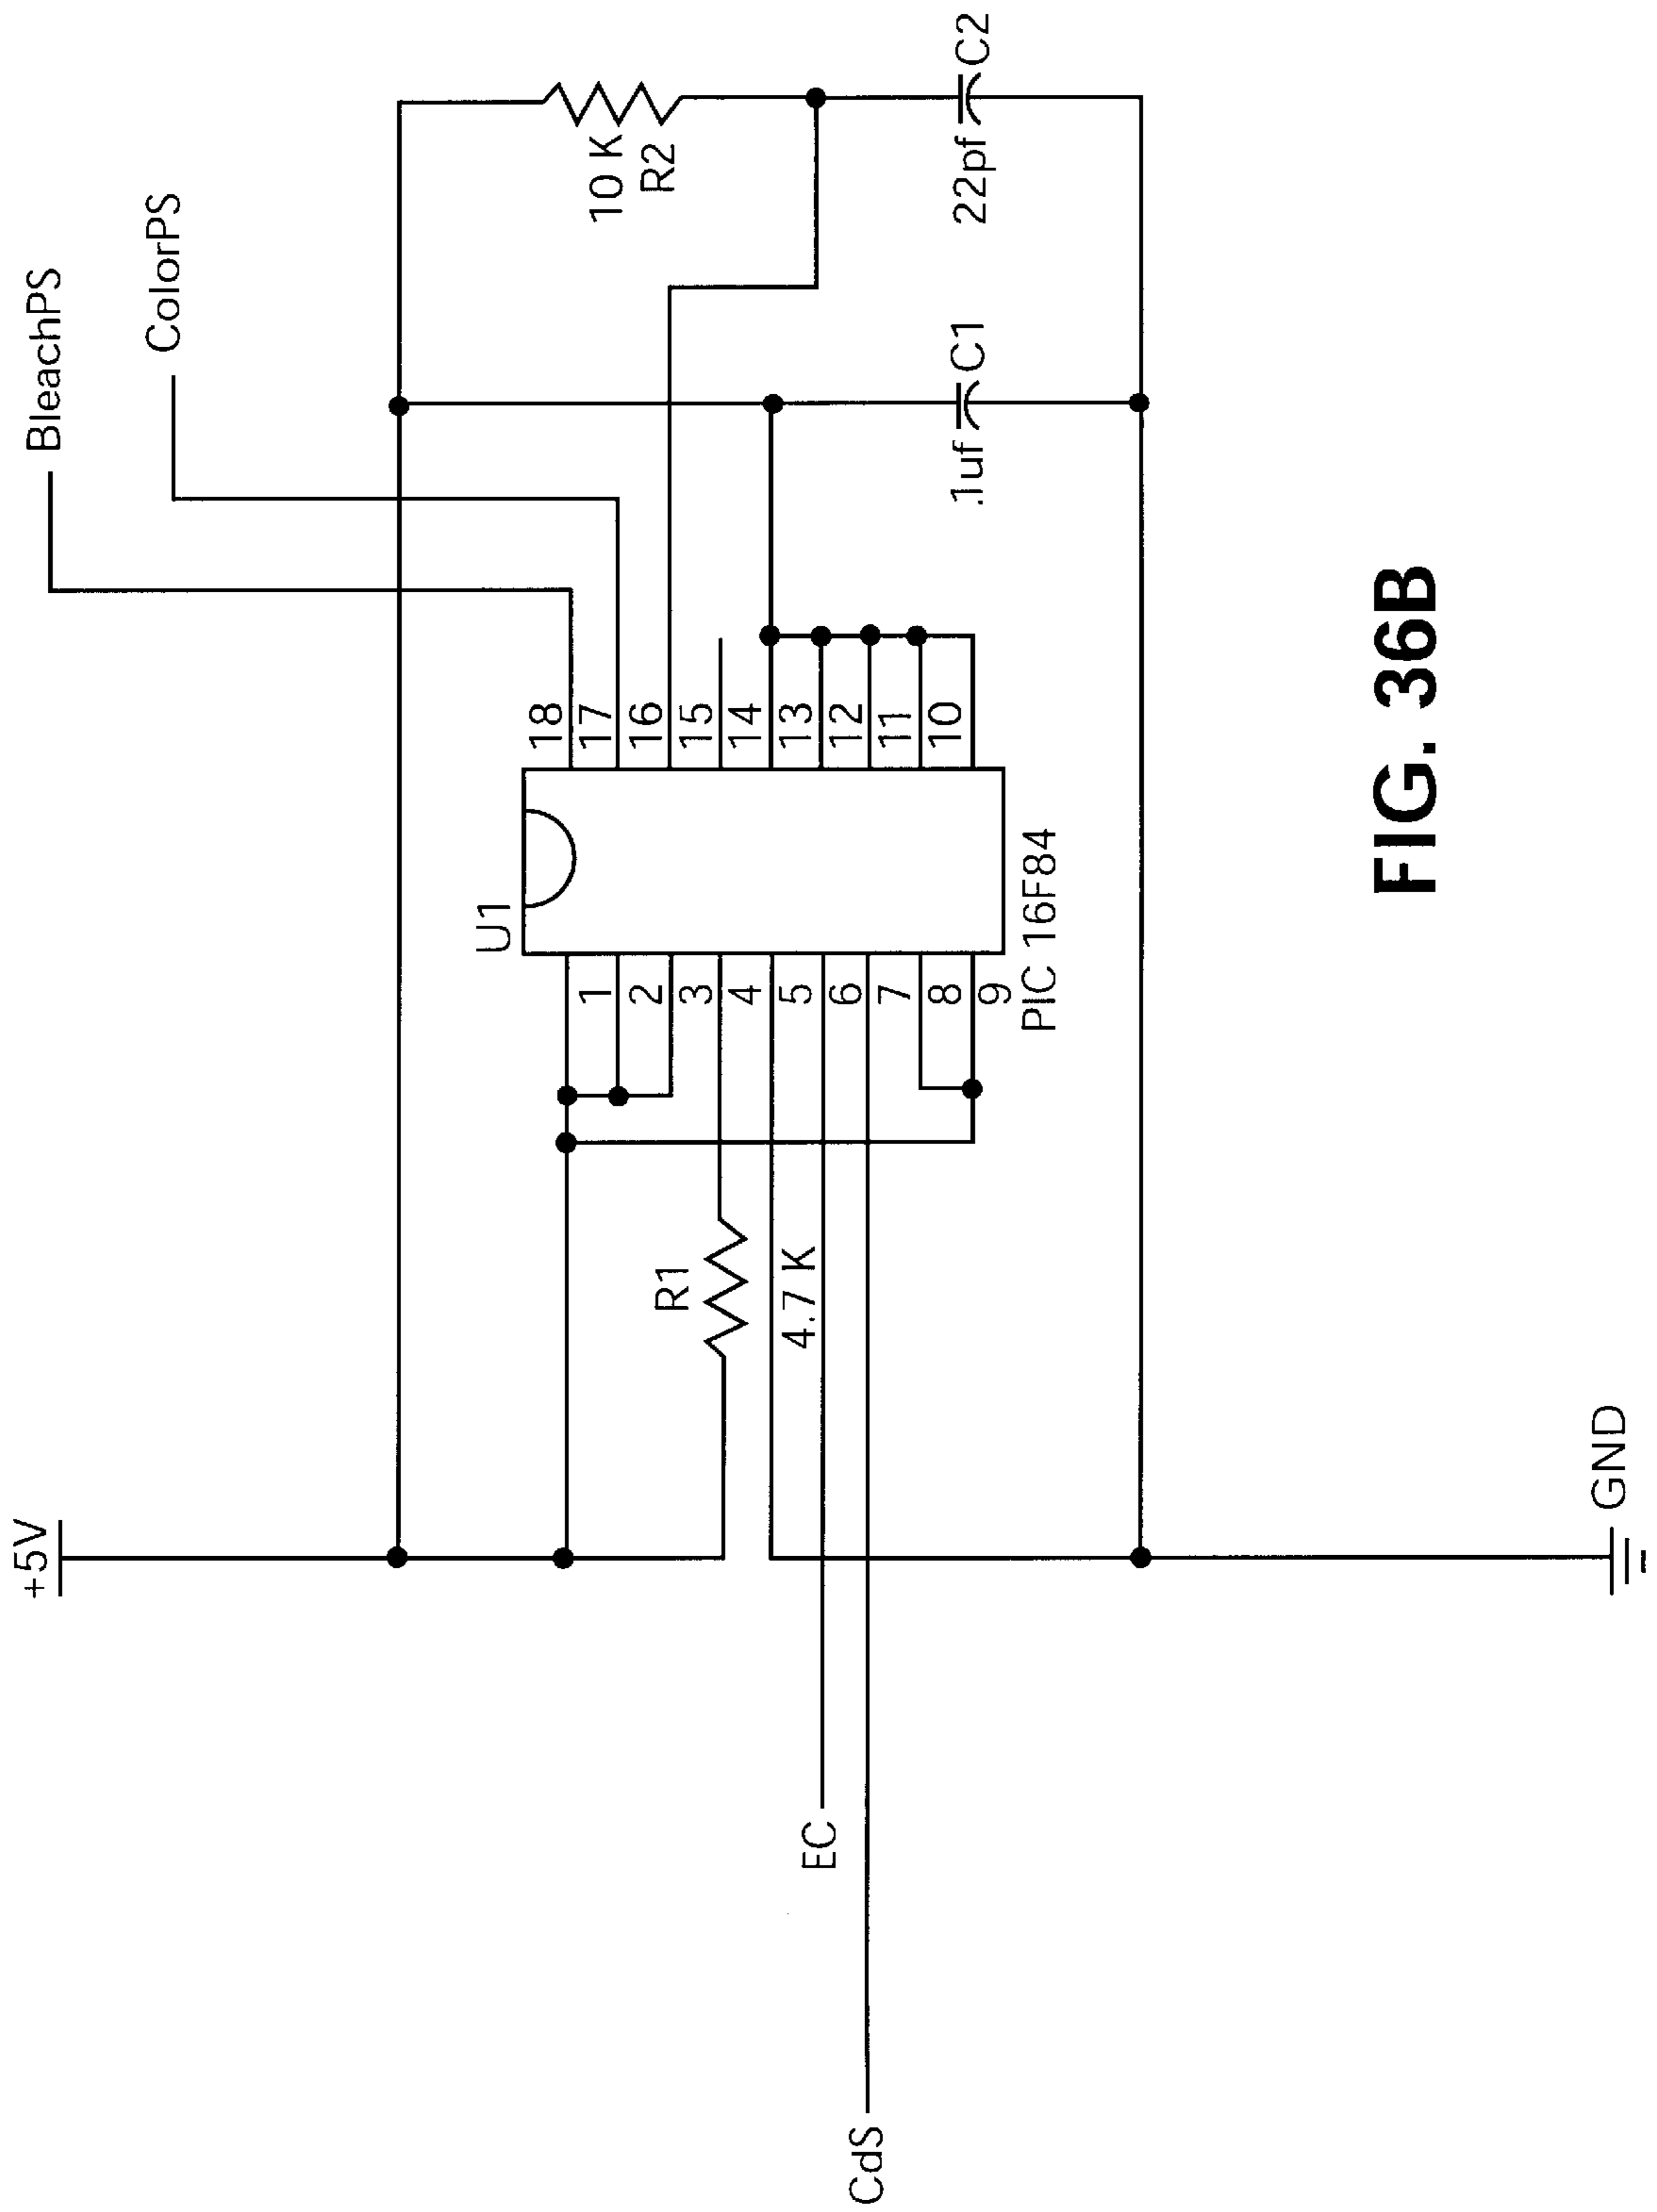 +5V
BleachPS
ColorPS
U1
18
17
16
15
14
13
12
11
10
1
2
3
4
5
6
7
8
9
PIC 16F84
R1
4.7 K
10 K
R2
.1uf
C1
22pf
C2
EC
CdS
GND
FIG. 36B